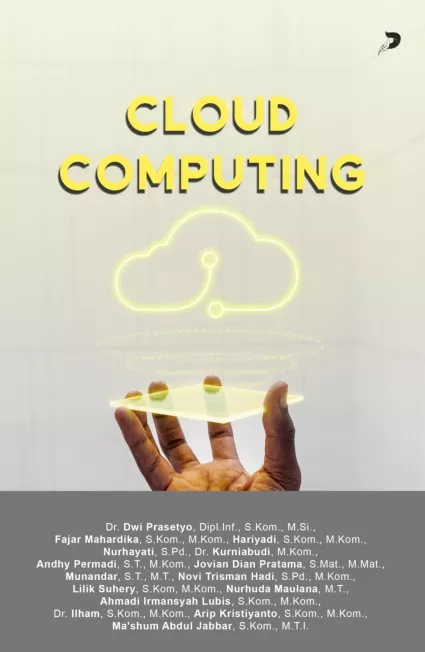 CLOUD
COMPUTING
Dr. Dwi Prasetyo, Dipl.Inf., S.Kom., M.Si.,
Fajar Mahardika, S.Kom., M.Kom., Hariyadi, S.Kom., M.Kom.,
Nurhayati, S.Pd., Dr. Kurniabudi, M.Kom.,
Andhy Permadi, S.T., M.Kom., Jovian Dian Pratama, S.Mat., M.Mat.,
Munandar, S.T., M.T., Novi Trisman Hadi, S.Pd., M.Kom.,
Lilik Suhery, S.Kom, M.Kom., Nurhuda Maulana, M.T.,
Ahmadi Irmansyah Lubis, S.Kom., M.Kom.,
Dr. Ilham, S.Kom., M.Kom., Arip Kristiyanto, S.Kom., M.Kom.,
Ma'shum Abdul Jabbar, S.Kom., M.T.I.